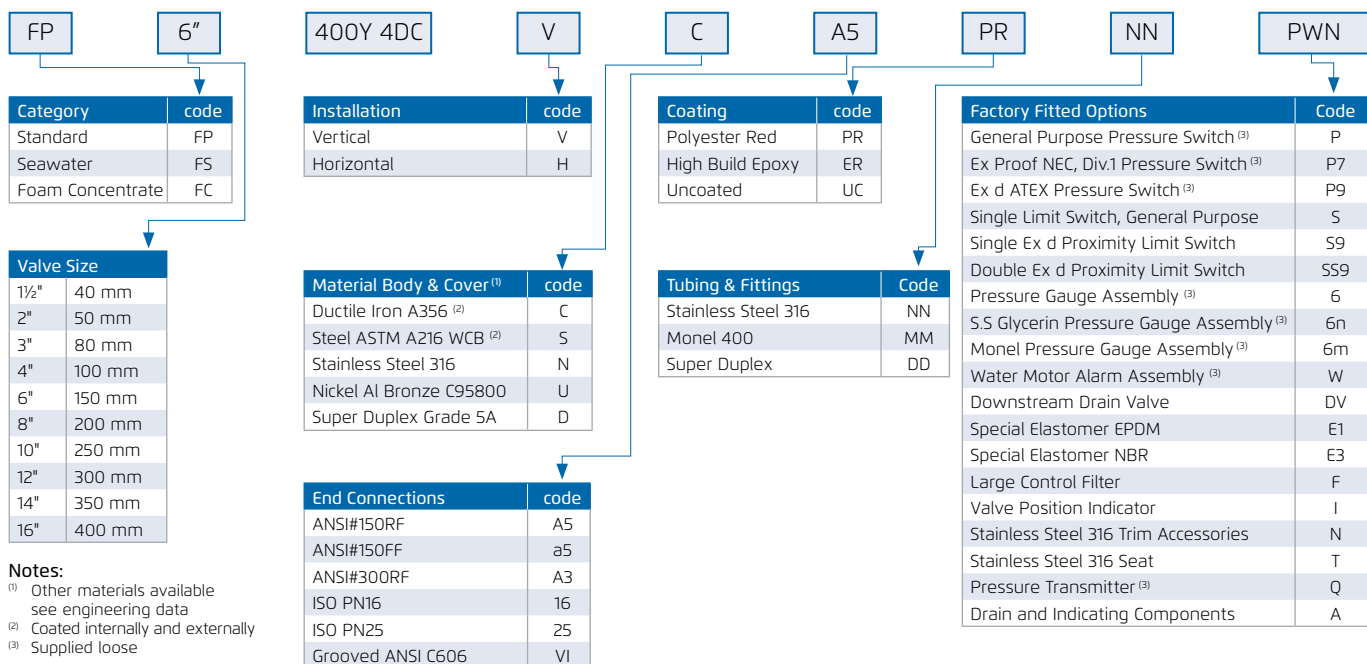 FP 6” 400Y 4DC V C A5 PR NN PWN
Category code
Standard FP
Seawater FS
Foam Concentrate FC
Valve Size
1½" 40 mm
2" 50 mm
3" 80 mm
4" 100 mm
6" 150 mm
8" 200 mm
10" 250 mm
12" 300 mm
14" 350 mm
16" 400 mm
Notes:
(1) Other materials available
see engineering data
(2) Coated internally and externally
(3) Supplied loose
Installation code
Vertical V
Horizontal H
Material Body & Cover (1) code
Ductile Iron A356 (2) C
Steel ASTM A216 WCB (2) S
Stainless Steel 316 N
Nickel Al Bronze C95800 U
Super Duplex Grade 5A D
End Connections code
ANSI#150RF A5
ANSI#150FF a5
ANSI#300RF A3
ISO PN16 16
ISO PN25 25
Grooved ANSI C606 VI
Coating code
Polyester Red PR
High Build Epoxy ER
Uncoated UC
Tubing & Fittings Code
Stainless Steel 316 NN
Monel 400 MM
Super Duplex DD
Factory Fitted Options Code
General Purpose Pressure Switch (3) P
Ex Proof NEC, Div.1 Pressure Switch (3) P7
Ex d ATEX Pressure Switch (3) P9
Single Limit Switch, General Purpose S
Single Ex d Proximity Limit Switch S9
Double Ex d Proximity Limit Switch SS9
Pressure Gauge Assembly (3) 6
S.S Glycerin Pressure Gauge Assembly (3) 6n
Monel Pressure Gauge Assembly (3) 6m
Water Motor Alarm Assembly (3) W
Downstream Drain Valve DV
Special Elastomer EPDM E1
Special Elastomer NBR E3
Large Control Filter F
Valve Position Indicator I
Stainless Steel 316 Trim Accessories N
Stainless Steel 316 Seat T
Pressure Transmitter (3) Q
Drain and Indicating Components A